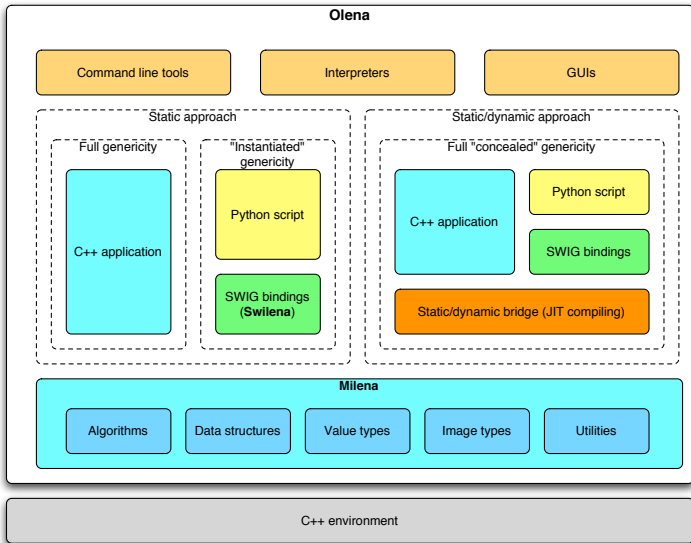 Olena
Command line tools
Interpreters
GUIs
Static approach
Static/dynamic approach
Full genericity
"Instantiated"
genericity
Full "concealed" genericity
C++ application
Python script
SWIG bindings
(Swilena)
C++ application
Python script
SWIG bindings
Static/dynamic bridge (JIT compiling)
Milena
Algorithms
Data structures
Value types
Image types
Utilities
C++ environment